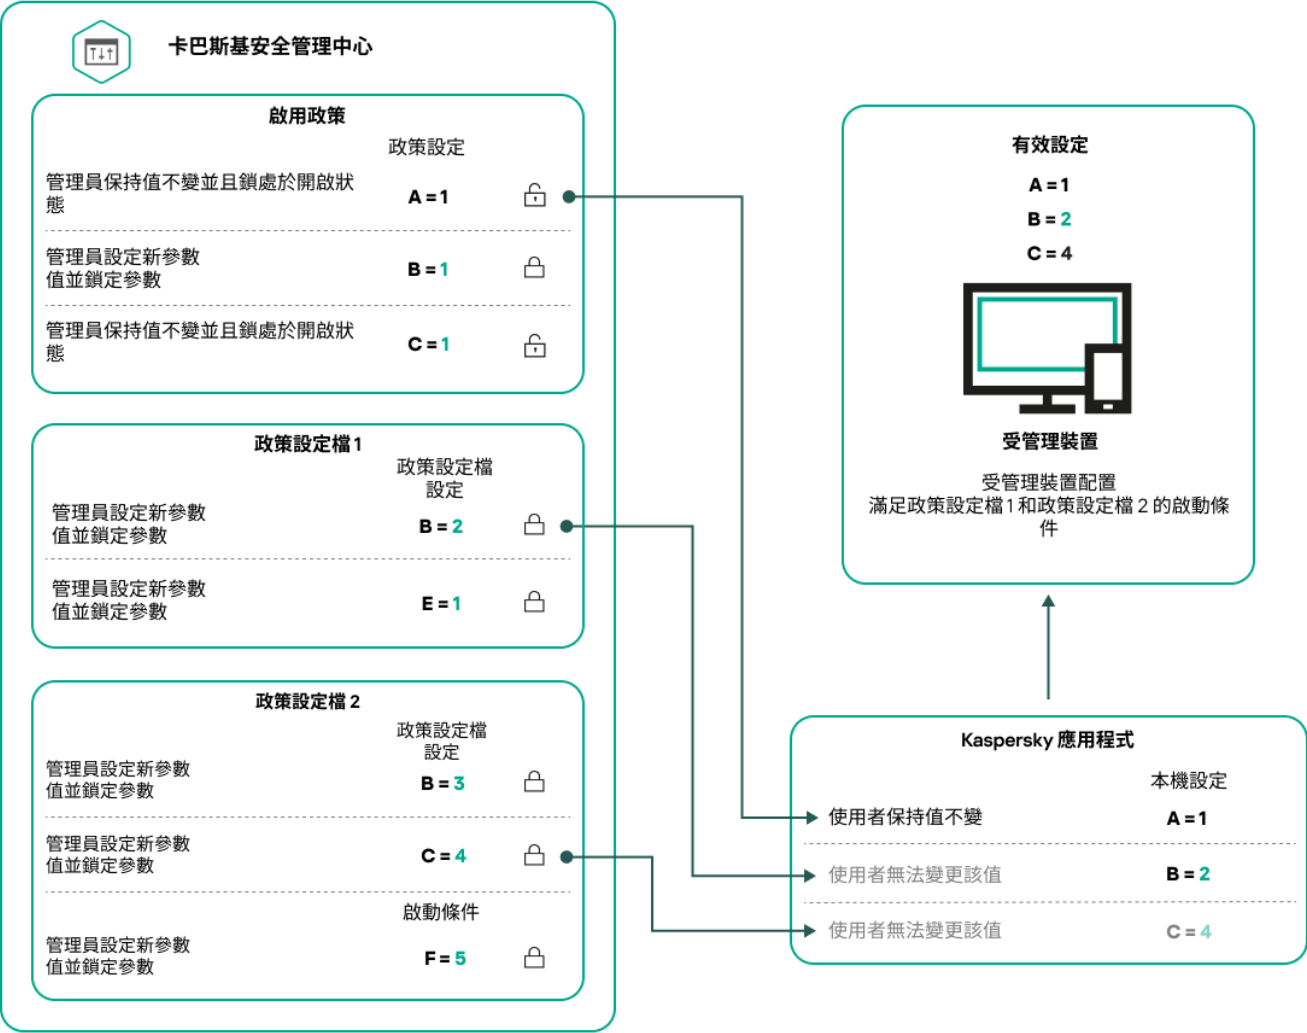 卡巴斯基安全管理中心
啟用政策
政策設定
管理員保持值不變並且鎖處於開啟狀
態
A = 1
管理員設定新參數
值並鎖定參數
B = 1
管理員保持值不變並且鎖處於開啟狀
態
C = 1
政策設定檔 1
政策設定檔
設定
管理員設定新參數
值並鎖定參數
B = 2
管理員設定新參數
值並鎖定參數
E = 1
政策設定檔 2
政策設定檔
設定
管理員設定新參數
值並鎖定參數
B = 3
管理員設定新參數
值並鎖定參數
C = 4
啟動條件
管理員設定新參數
值並鎖定參數
F = 5
有效設定
A = 1
B = 2
C = 4
受管理裝置
受管理裝置配置
滿足政策設定檔 1 和政策設定檔 2 的啟動條
件
Kaspersky 應用程式
本機設定
使用者保持值不變
A = 1
使用者無法變更該值
B = 2
使用者無法變更該值
C = 4